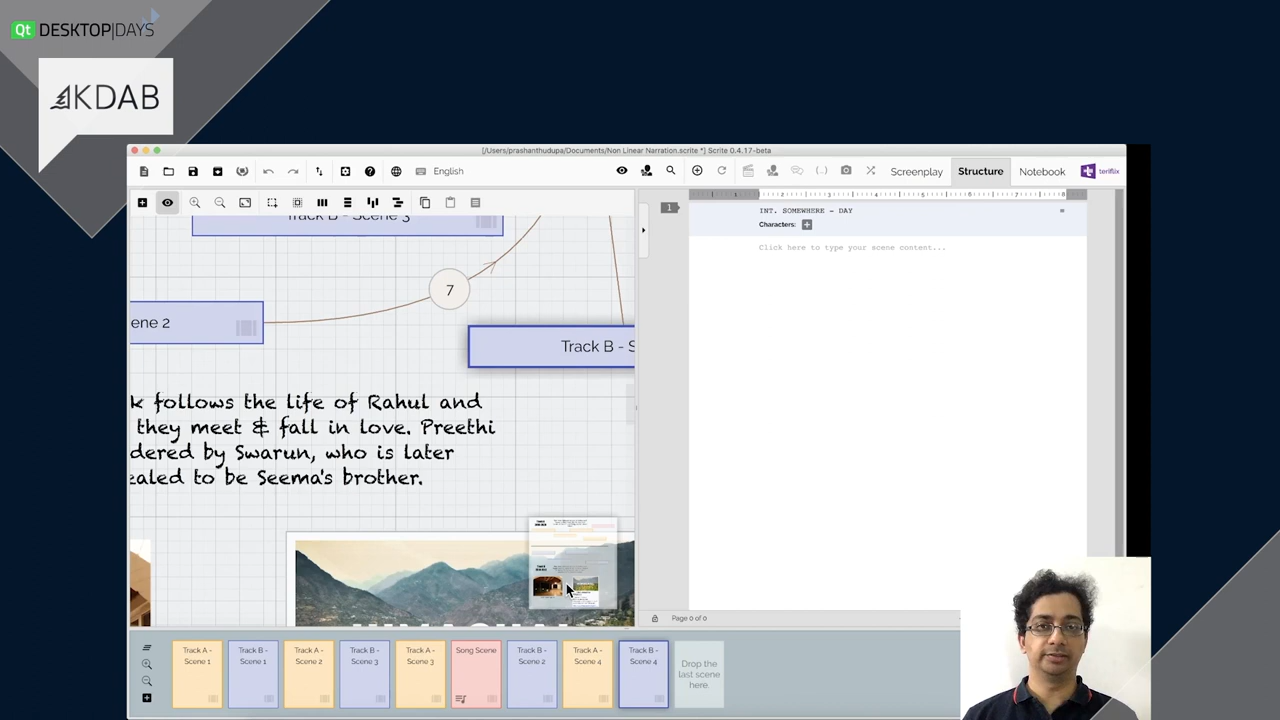 Qt DESKTOP|DAYS
KDAB
[/Users/prashanthudupa/Documents/Non Linear Narration.scrite *] Scrite 0.4.17-beta
English
Screenplay
Structure
Notebook
teriflix
Track B - Scene 3
7
ene 2
Track B - S
k follows the life of Rahul and
they meet & fall in love. Preethi
dered by Swarun, who is later
ealed to be Seema's brother.
1
INT. SOMEWHERE - DAY
Characters:
Click here to type your scene content...
Page 0 of 0
Track A - Scene 1
Track B - Scene 1
Track A - Scene 2
Track B - Scene 3
Track A - Scene 3
Song Scene
Track B - Scene 2
Track A - Scene 4
Track B - Scene 4
Drop the last scene here.